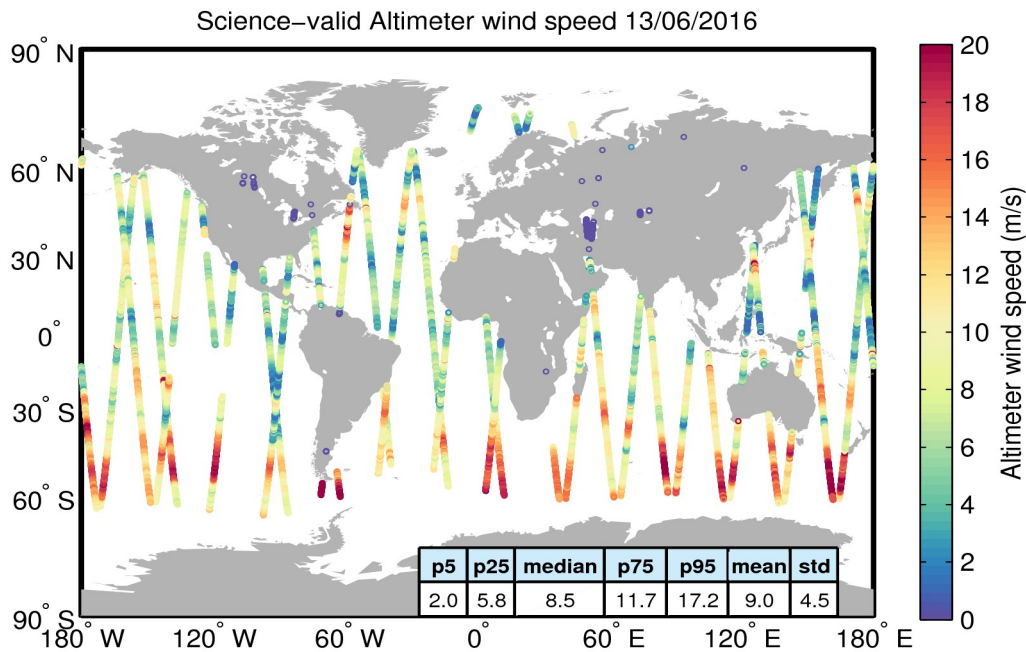 Science−valid Altimeter wind speed 13/06/2016
90° N
60° N
30° N
0°
30° S
60° S
90° S
180° W
120° W
60° W
0°
60° E
120° E
180° E
p5 p25 median p75 p95 mean std
2.0 5.8 8.5 11.7 17.2 9.0 4.5
20
18
16
14
12
10
8
6
4
2
0
Altimeter wind speed (m/s)